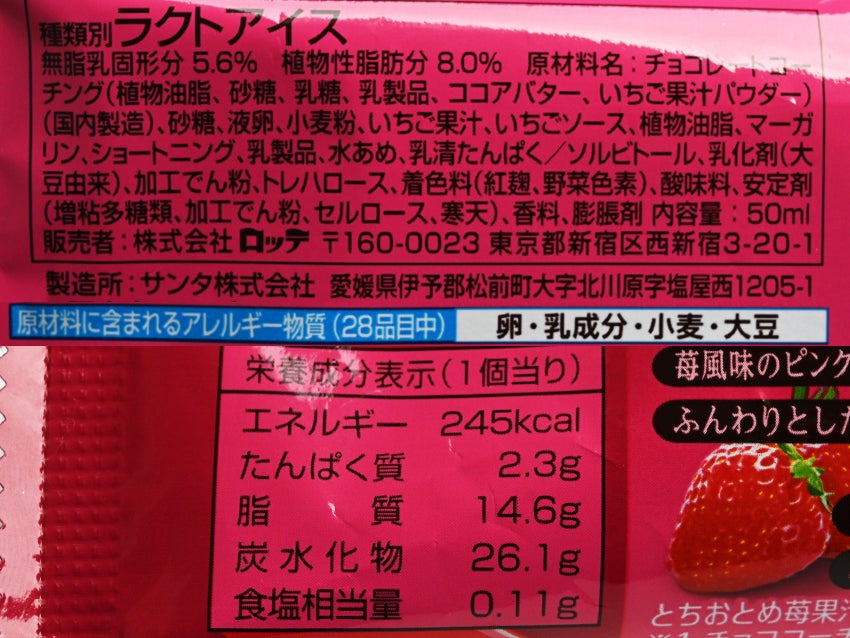 種類別ラクトアイス
無脂乳固形分 5.6% 植物性脂肪分 8.0% 原材料名：チョコレートコー
チング(植物油脂、砂糖、乳糖、乳製品、ココアバター、いちご果汁パウダー)
(国内製造)、砂糖、液卵、小麦粉、いちご果汁、いちごソース、植物油脂、マーガ
リン、ショートニング、乳製品、水あめ、乳清たんぱく／ソルビトール、乳化剤(大
豆由来)、加工でん粉、トレハロース、着色料(紅麹、野菜色素)、酸味料、安定剤
(増粘多糖類、加工でん粉、セルロース、寒天)、香料、膨脹剤 内容量：50ml
販売者：株式会社 ロッテ 〒160-0023 東京都新宿区西新宿3-20-1
製造所：サンタ株式会社 愛媛県伊予郡松前町大字北川原字塩屋西1205-1
原材料に含まれるアレルギー物質(28品目中) 卵・乳成分・小麦・大豆
栄養成分表示(1個当り)
エネルギー 245kcal
たんぱく質 2.3g
脂質 14.6g
炭水化物 26.1g
食塩相当量 0.11g
苺風味のピンク
ふんわりとした
とちおとめ苺果汁